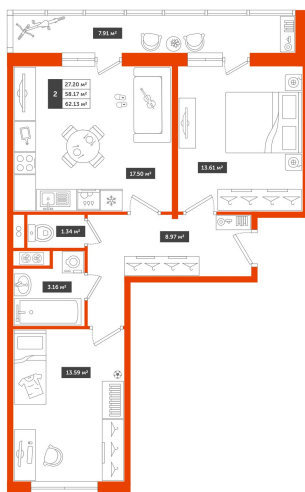 7.91 м²
2
27.20
58.17 м²
62.13 м²
17.50 м²
13.61 м²
1.34 м²
8.97 м²
3.16 м²
13.59 м²